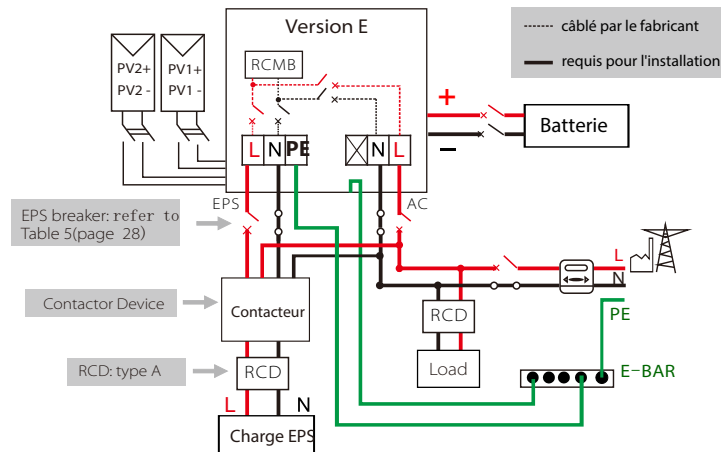 Version E
câblé par le fabricant
requis pour l'installation
RCMB
PV2+
PV2 -
PV1+
PV1 -
+
−
Batterie
L N PE
N L
EPS
AC
EPS breaker: refer to
Table 5(page 28)
L
N
PE
Contactor Device
Contacteur
RCD
Load
E-BAR
RCD: type A
RCD
L N
Charge EPS